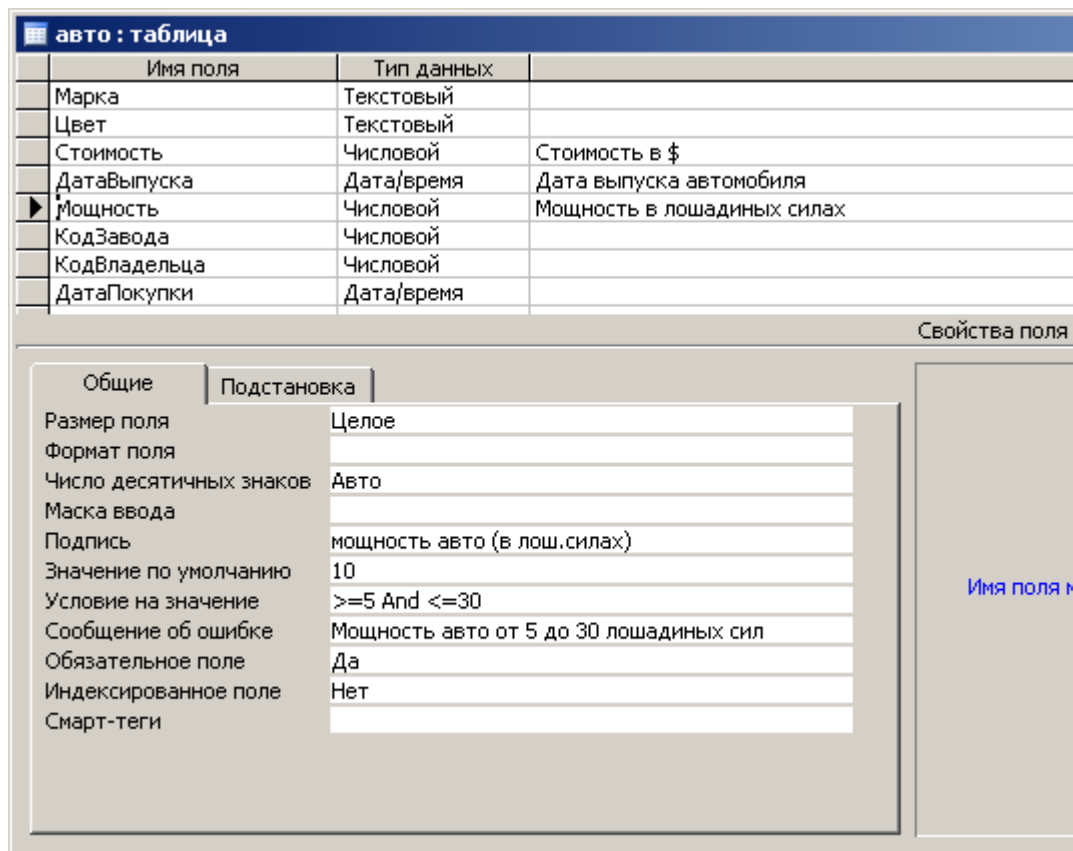 авто : таблица
Имя поля Тип данных
Марка Текстовый
Цвет Текстовый
Стоимость Числовой Стоимость в $
ДатаВыпуска Дата/время Дата выпуска автомобиля
Мощность Числовой Мощность в лошадиных силах
КодЗавода Числовой
КодВладельца Числовой
ДатаПокупки Дата/время
Свойства поля
Общие Подстановка
Размер поля Целое
Формат поля
Число десятичных знаков Авто
Маска ввода
Подпись мощность авто (в лош.силах)
Значение по умолчанию 10
Условие на значение >=5 And <=30
Сообщение об ошибке Мощность авто от 5 до 30 лошадиных сил
Обязательное поле Да
Индексированное поле Нет
Смарт-теги
Имя поля